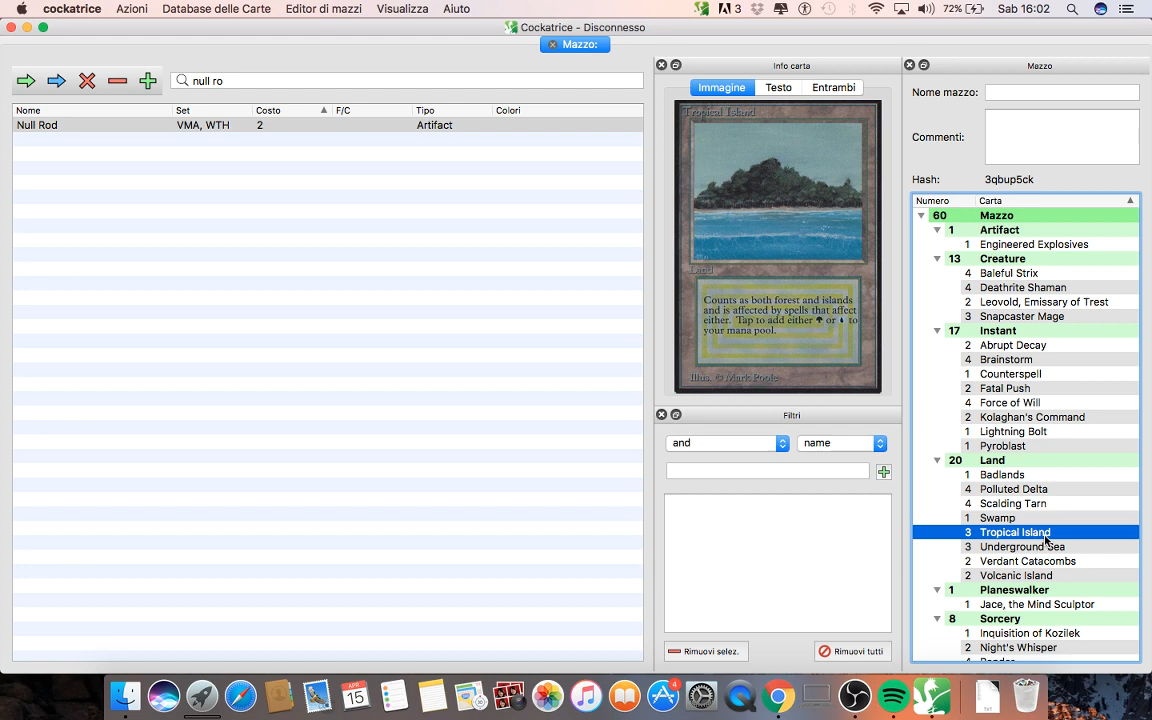 cockatrice Azioni Database delle Carte Editor di mazzi Visualizza Aiuto 3 72% Sab 16:02
Cockatrice - Disconnesso
Mazzo:
null ro
Nome Set Costo F/C Tipo Colori
Null Rod VMA, WTH 2 Artifact
Info carta
Immagine Testo Entrambi
Tropical Island
Land
Counts as both forest and islands
and is affected by spells that affect
either. Tap to add either or to
your mana pool.
Illus. © Mark Poole
Filtri
and name
Rimuovi selez. Rimuovi tutti
Mazzo
Nome mazzo:
Commenti:
Hash: 3qbup5ck
Numero Carta
60 Mazzo
1 Artifact
1 Engineered Explosives
13 Creature
4 Baleful Strix
4 Deathrite Shaman
2 Leovold, Emissary of Trest
3 Snapcaster Mage
17 Instant
2 Abrupt Decay
4 Brainstorm
1 Counterspell
2 Fatal Push
4 Force of Will
2 Kolaghan's Command
1 Lightning Bolt
1 Pyroblast
20 Land
1 Badlands
4 Polluted Delta
4 Scalding Tarn
1 Swamp
3 Tropical Island
3 Underground Sea
2 Verdant Catacombs
2 Volcanic Island
1 Planeswalker
1 Jace, the Mind Sculptor
8 Sorcery
1 Inquisition of Kozilek
2 Night's Whisper
APR
15
4